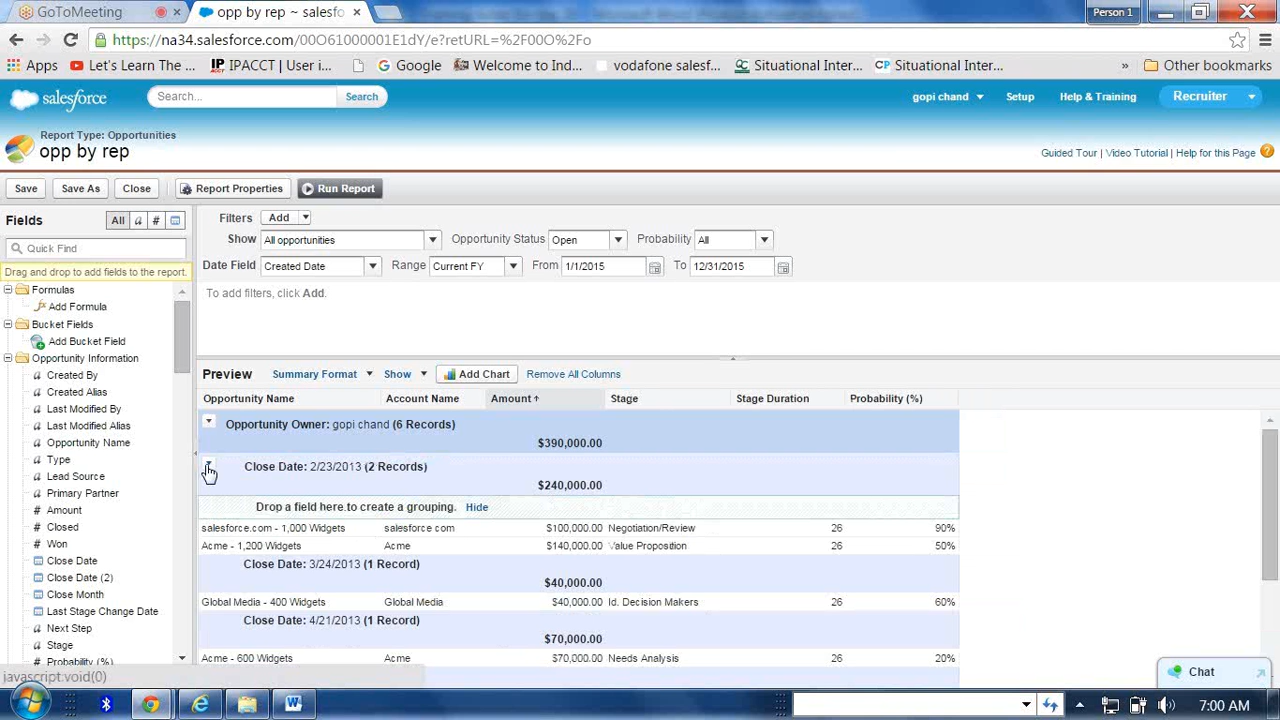 GoToMeeting
opp by rep ~ salesfo
Person 1
https://na34.salesforce.com/00O61000001E1dY/e?retURL=%2F00O%2Fo
Apps
Let's Learn The ...
IPACCT | User i...
Google
Welcome to Ind...
vodafone salesf...
Situational Inter...
Situational Inter...
» Other bookmarks
salesforce
Search...
Search
gopi chand
Setup
Help & Training
Recruiter
Report Type: Opportunities
opp by rep
Guided Tour | Video Tutorial | Help for this Page
Save
Save As
Close
Report Properties
Run Report
Fields
All a #
Quick Find
Drag and drop to add fields to the report.
Formulas
fx Add Formula
Bucket Fields
Add Bucket Field
Opportunity Information
a Created By
a Created Alias
a Last Modified By
a Last Modified Alias
a Opportunity Name
a Type
a Lead Source
a Primary Partner
# Amount
# Closed
# Won
Close Date
Close Date (2)
Close Month
Last Stage Change Date
a Next Step
a Stage
# Probability (%)
Filters Add
Show All opportunities Opportunity Status Open Probability All
Date Field Created Date Range Current FY From 1/1/2015 To 12/31/2015
To add filters, click Add.
Preview Summary Format Show Add Chart Remove All Columns
Opportunity Name Account Name Amount ↑ Stage Stage Duration Probability (%)
Opportunity Owner: gopi chand (6 Records)
$390,000.00
Close Date: 2/23/2013 (2 Records)
$240,000.00
Drop a field here to create a grouping. Hide
salesforce.com - 1,000 Widgets salesforce.com $100,000.00 Negotiation/Review 26 90%
Acme - 1,200 Widgets Acme $140,000.00 Value Proposition 26 50%
Close Date: 3/24/2013 (1 Record)
$40,000.00
Global Media - 400 Widgets Global Media $40,000.00 Id. Decision Makers 26 60%
Close Date: 4/21/2013 (1 Record)
$70,000.00
Acme - 600 Widgets Acme $70,000.00 Needs Analysis 26 20%
javascript:void(0)
Chat
7:00 AM